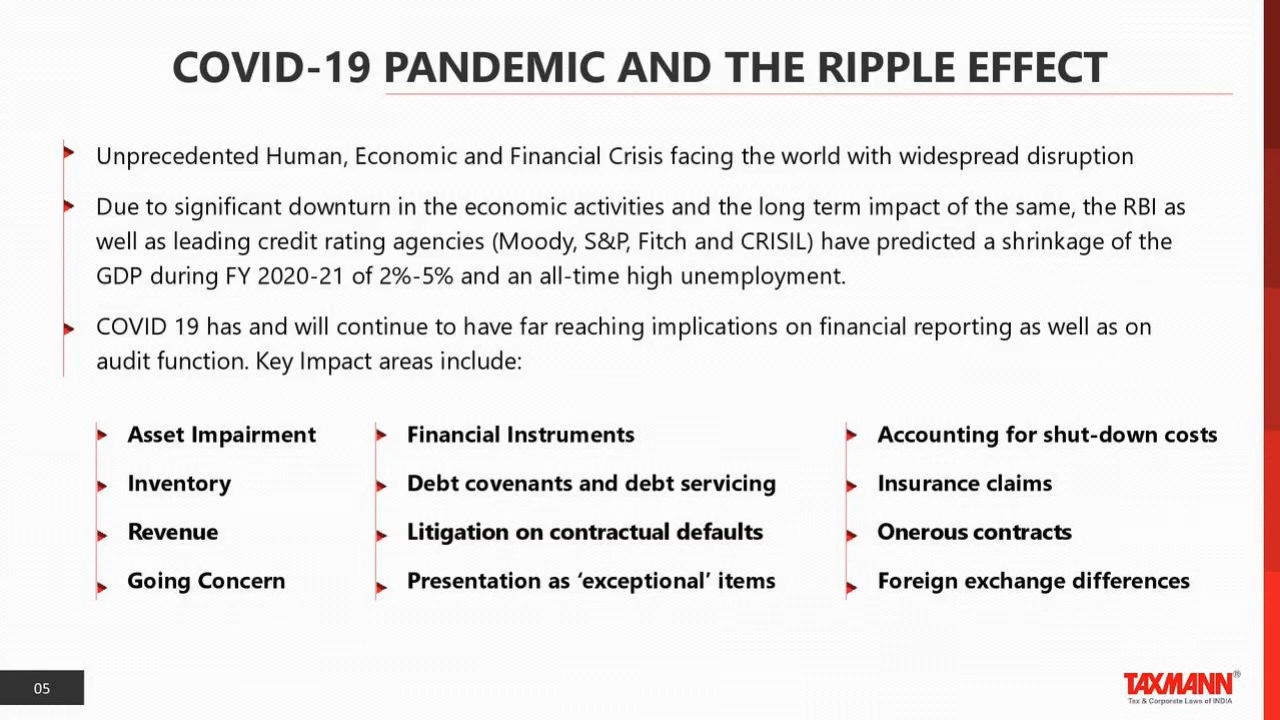 COVID-19 PANDEMIC AND THE RIPPLE EFFECT
Unprecedented Human, Economic and Financial Crisis facing the world with widespread disruption
Due to significant downturn in the economic activities and the long term impact of the same, the RBI as
well as leading credit rating agencies (Moody, S&P, Fitch and CRISIL) have predicted a shrinkage of the
GDP during FY 2020-21 of 2%-5% and an all-time high unemployment.
COVID 19 has and will continue to have far reaching implications on financial reporting as well as on
audit function. Key Impact areas include:
Asset Impairment
Inventory
Revenue
Going Concern
Financial Instruments
Debt covenants and debt servicing
Litigation on contractual defaults
Presentation as ‘exceptional’ items
Accounting for shut-down costs
Insurance claims
Onerous contracts
Foreign exchange differences
05
TAXMANN®
Tax & Corporate Laws of INDIA